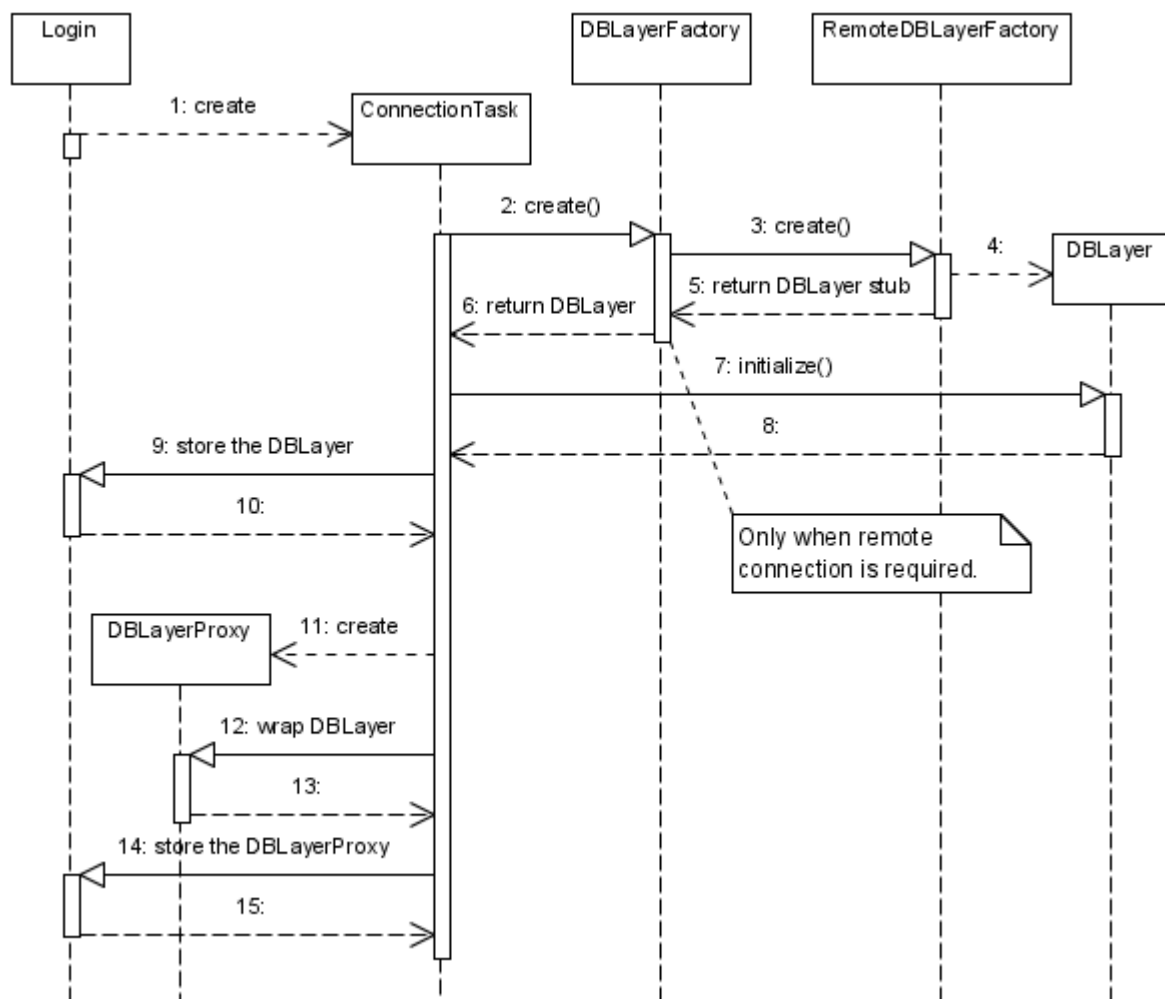 Login
DBLayerFactory
RemoteDBLayerFactory
1: create
ConnectionTask
2: create()
3: create()
4:
DBLayer
5: return DBLayer stub
6: return DBLayer
7: initialize()
8:
9: store the DBLayer
10:
Only when remote
connection is required.
DBLayerProxy
11: create
12: wrap DBLayer
13:
14: store the DBLayerProxy
15: